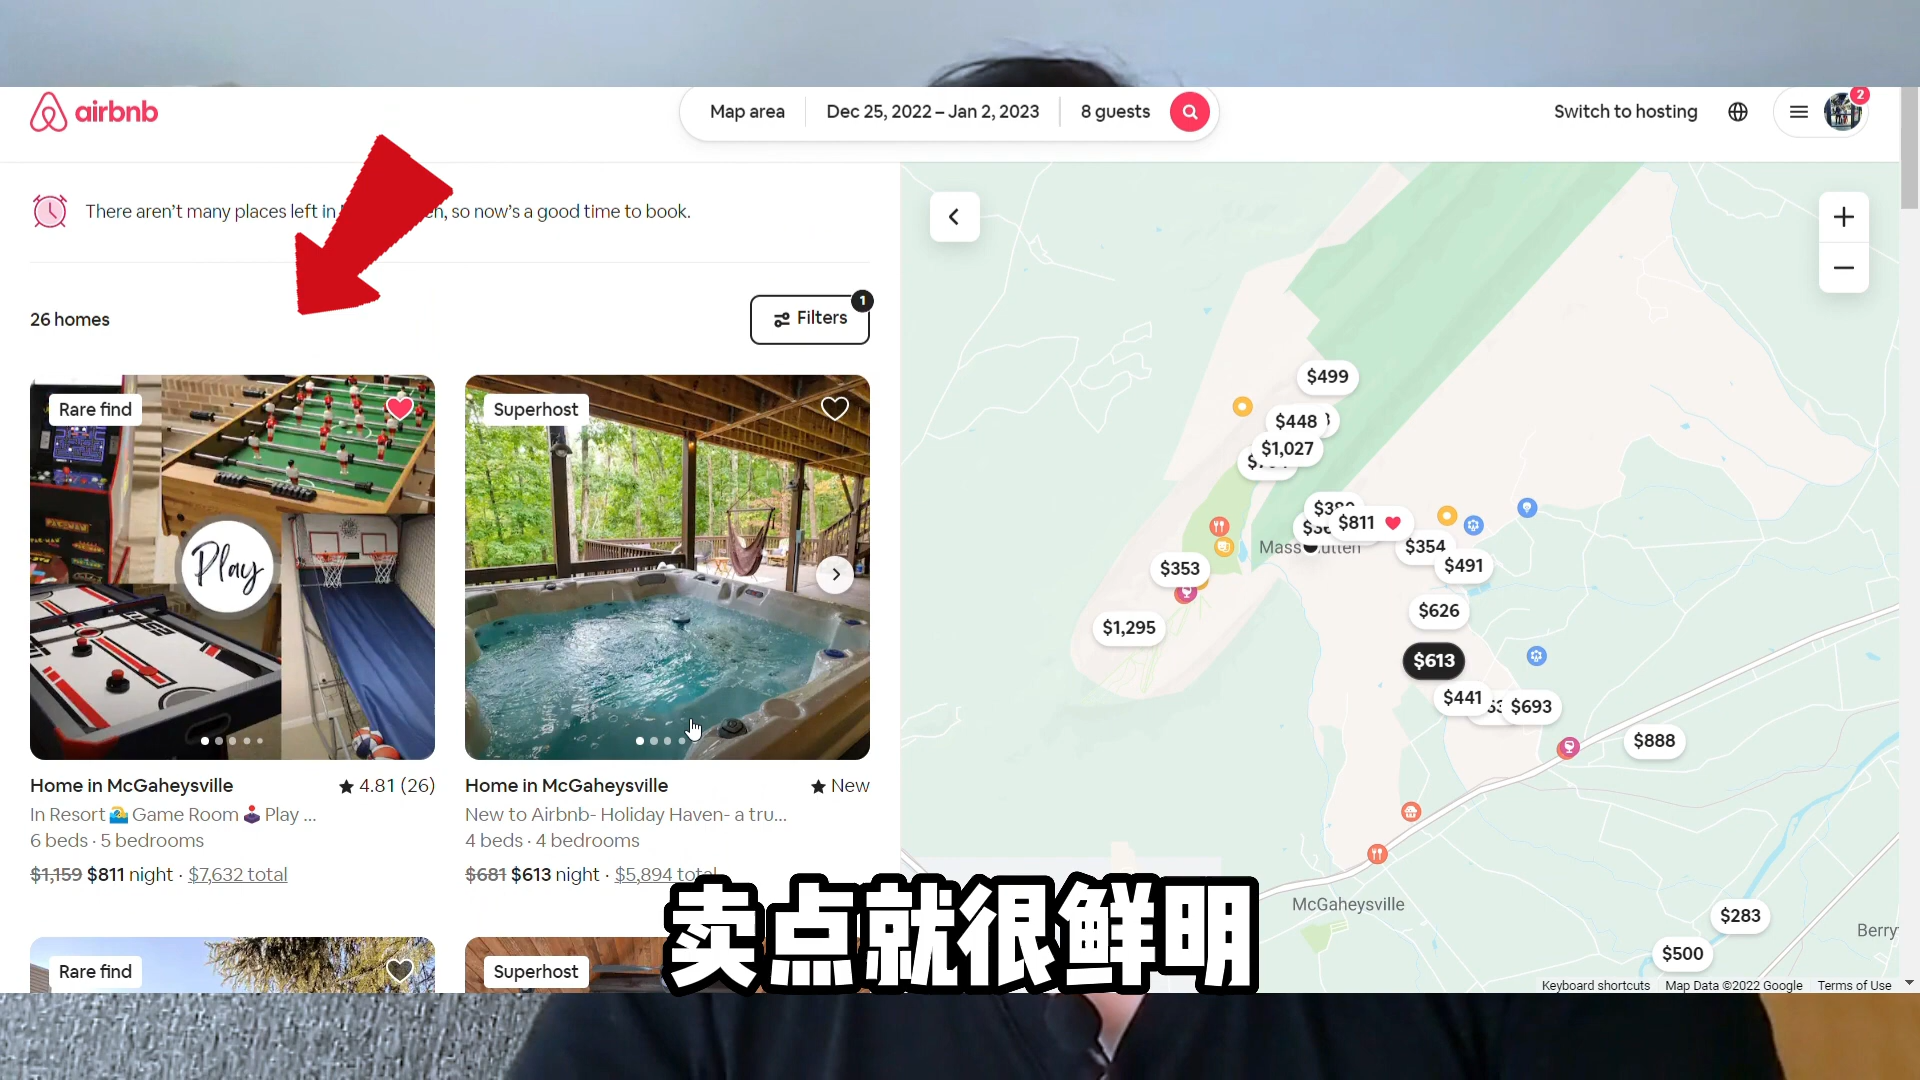 airbnb
Map area
Dec 25, 2022 – Jan 2, 2023
8 guests
Switch to hosting
2
There aren't many places left in
so now's a good time to book.
26 homes
Filters
1
Rare find
Play
Superhost
Home in McGaheysville
4.81 (26)
In Resort Game Room Play ...
6 beds · 5 bedrooms
$1,159 $811 night · $7,632 total
Home in McGaheysville
New
New to Airbnb- Holiday Haven- a tru...
4 beds · 4 bedrooms
$681 $613 night · $5,894 total
Rare find
Superhost
$499
$448
$1,027
$811
$354
$353
$491
$626
$1,295
$613
$441
$693
$888
McGaheysville
$283
Berry
$500
Keyboard shortcuts
Map Data ©2022 Google
Terms of Use
卖点就很鲜明